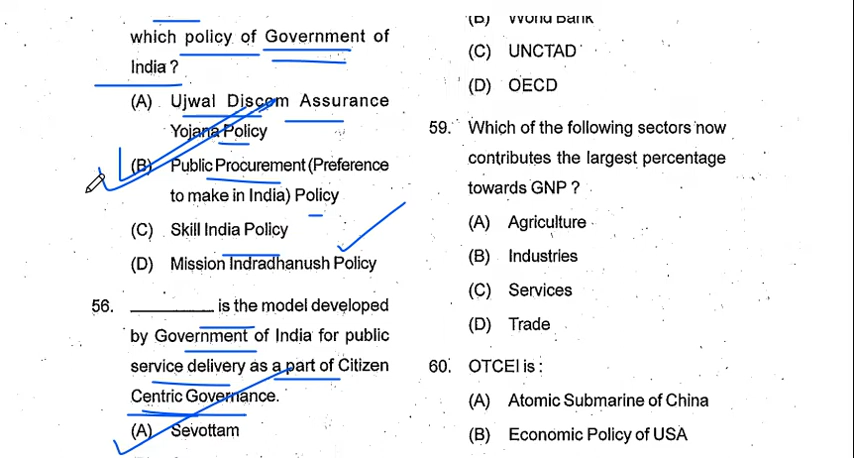 which policy of Government of
India ?
(A) Ujwal Discom Assurance
Yojana Policy
(B) Public Procurement (Preference
to make in India) Policy
(C) Skill India Policy
(D) Mission Indradhanush Policy
56. ________ is the model developed
by Government of India for public
service delivery as a part of Citizen
Centric Governance.
(A) Sevottam
(B) World Bank
(C) UNCTAD
(D) OECD
59. Which of the following sectors now
contributes the largest percentage
towards GNP ?
(A) Agriculture
(B) Industries
(C) Services
(D) Trade
60. OTCEI is :
(A) Atomic Submarine of China
(B) Economic Policy of USA